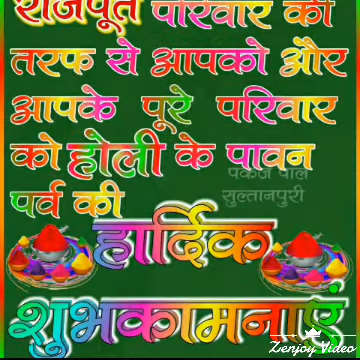 राजपूत परिवार की
तरफ से आपको और
आपके पूरे परिवार
को होली के पावन
पंकज पाल
सुल्तानपुरी
पर्व की
हार्दिक
शुभकामनाएं
Zenjoy Video